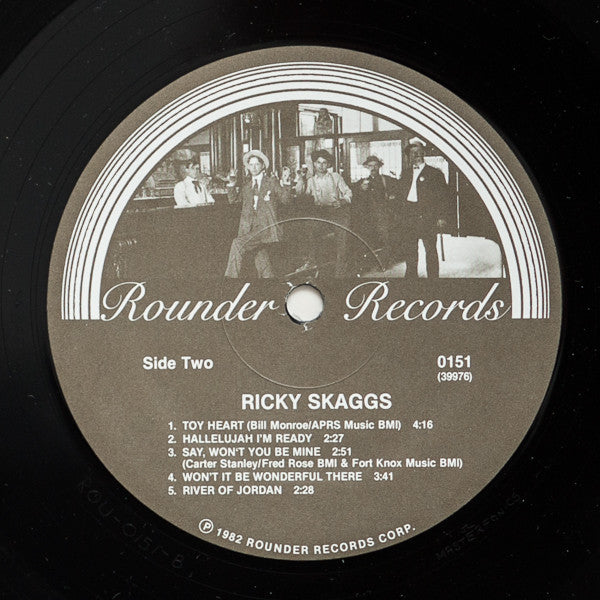 Rounder Records
Side Two
0151
(39976)
RICKY SKAGGS
1. TOY HEART (Bill Monroe/APRS Music BMI) 4:16
2. HALLELUJAH I'M READY 2:27
3. SAY, WON'T YOU BE MINE 2:51
(Carter Stanley/Fred Rose BMI & Fort Knox Music BMI)
4. WON'T IT BE WONDERFUL THERE 3:41
5. RIVER OF JORDAN 2:28
Ⓟ 1982 ROUNDER RECORDS CORP.
ROU-0151-B